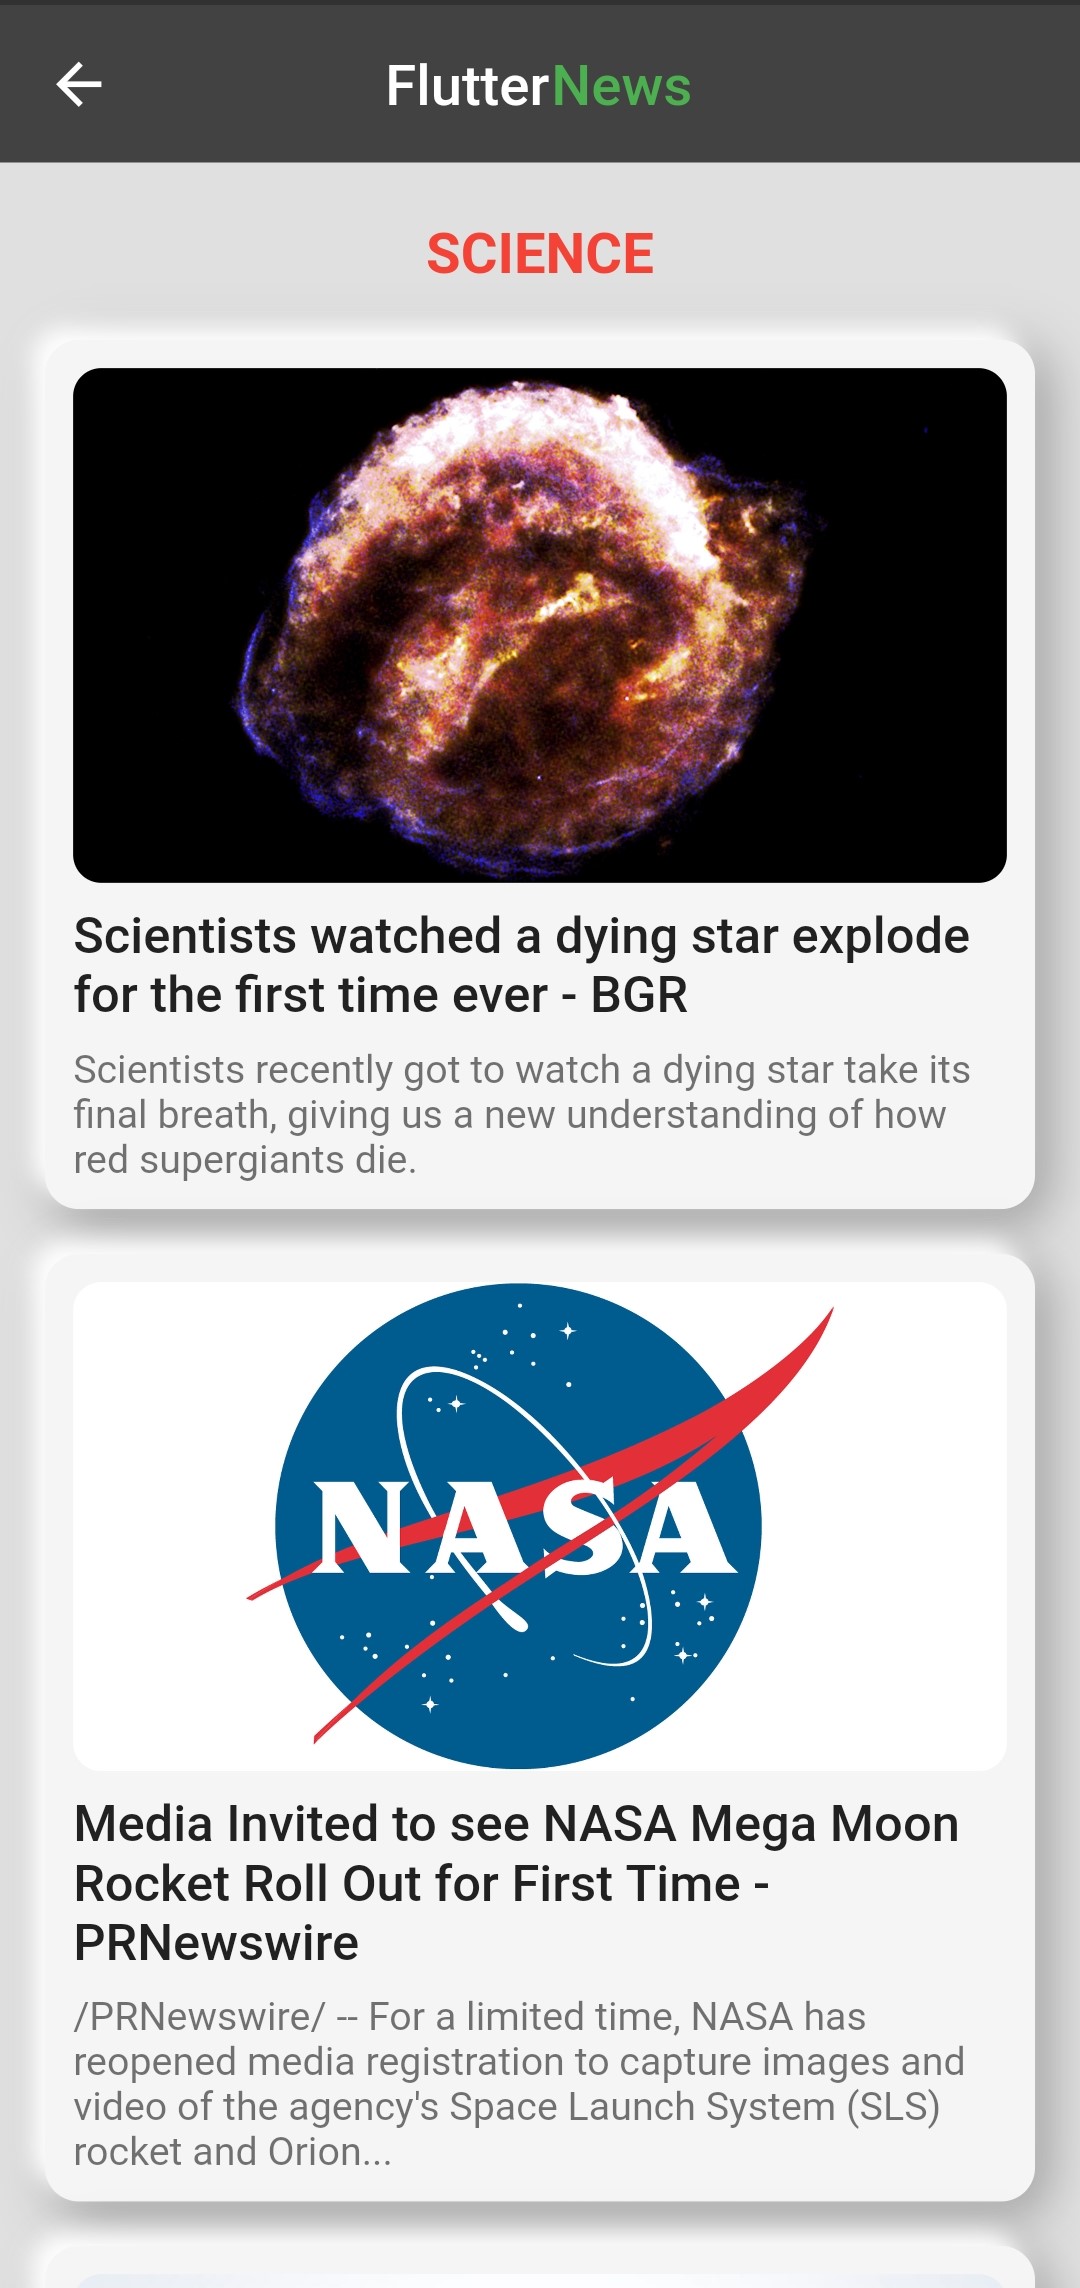 FlutterNews
SCIENCE
Scientists watched a dying star explode
for the first time ever - BGR
Scientists recently got to watch a dying star take its
final breath, giving us a new understanding of how
red supergiants die.
NASA
Media Invited to see NASA Mega Moon
Rocket Roll Out for First Time -
PRNewswire
/PRNewswire/ -- For a limited time, NASA has
reopened media registration to capture images and
video of the agency's Space Launch System (SLS)
rocket and Orion...